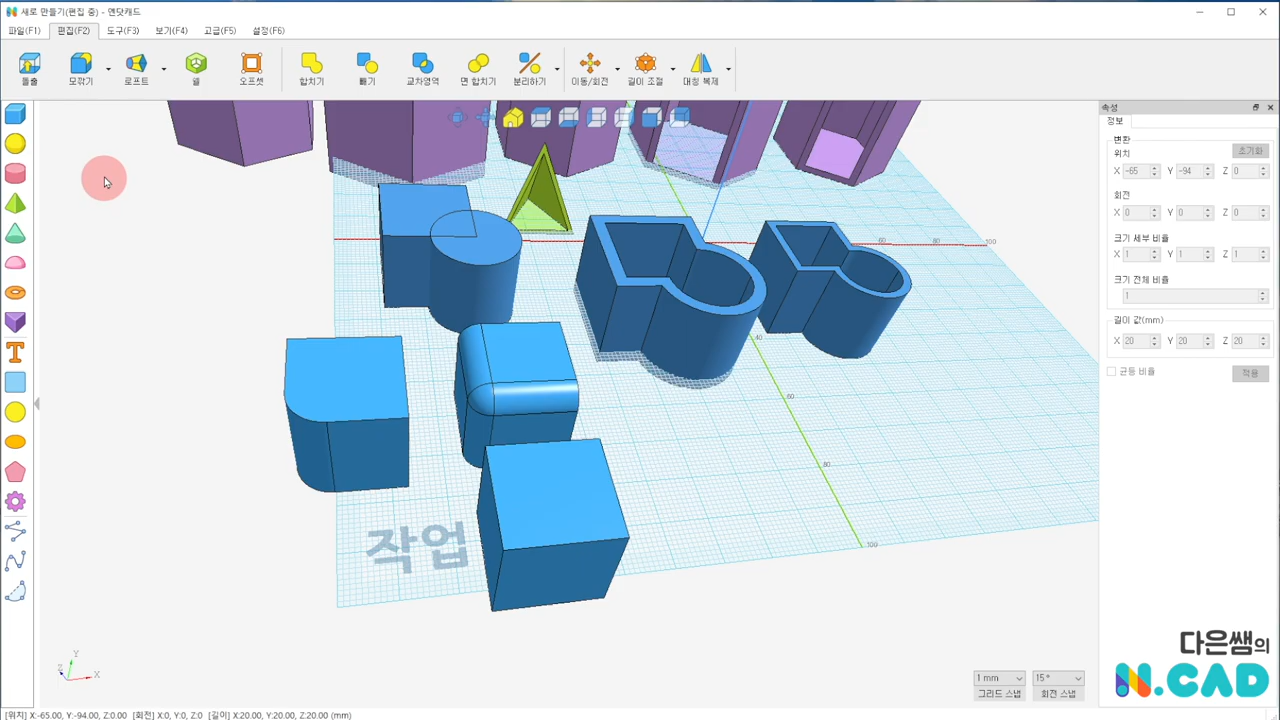 새로 만들기(편집 중) - 엔닷캐드
파일(F1) 편집(F2) 도구(F3) 보기(F4) 고급(F5) 설정(F6)
돌출 모깎기 로프트 쉘 오프셋 합치기 빼기 교차영역 면 합치기 분리하기 이동/회전 길이 조절 대칭 복제
속성
정보
변환
위치 초기화
X -65 Y -94 Z 0
회전
X 0 Y 0 Z 0
크기 세부 비율
X 1 Y 1 Z 1
크기 전체 비율
1
길이 값(mm)
X 20 Y 20 Z 20
균등 비율 적용
60 80 100
40
60
80
100
작업
Y
Z X
다은쌤의
N.CAD
1 mm 15°
그리드 스냅 회전 스냅
[위치] X:-65.00, Y:-94.00, Z:0.00 [회전] X:0, Y:0, Z:0 [길이] X:20.00, Y:20.00, Z:20.00 (mm)